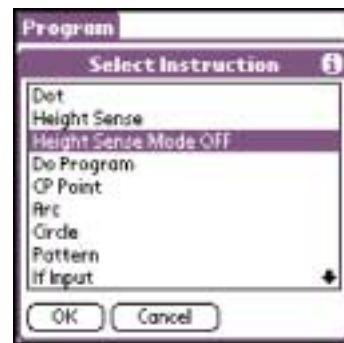 Program
Select Instruction
Dot
Height Sense
Height Sense Mode OFF
Do Program
CP Point
Arc
Circle
Pattern
If Input
OK Cancel